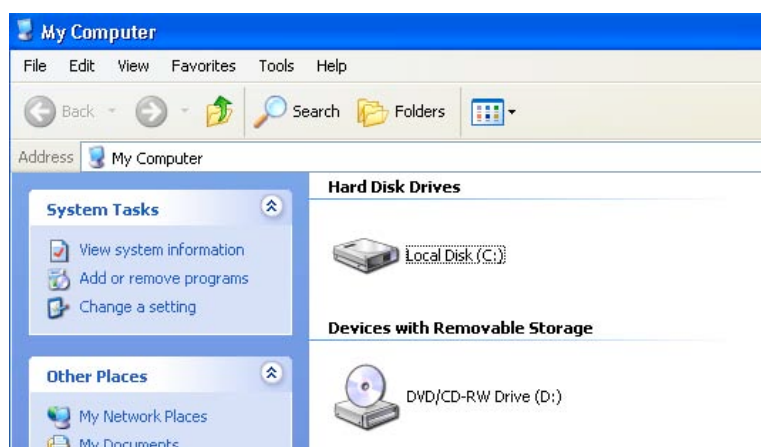 My Computer
File Edit View Favorites Tools Help
Back Search Folders
Address My Computer
System Tasks
View system information
Add or remove programs
Change a setting
Other Places
My Network Places
My Documents
Hard Disk Drives
Local Disk (C:)
Devices with Removable Storage
DVD/CD-RW Drive (D:)